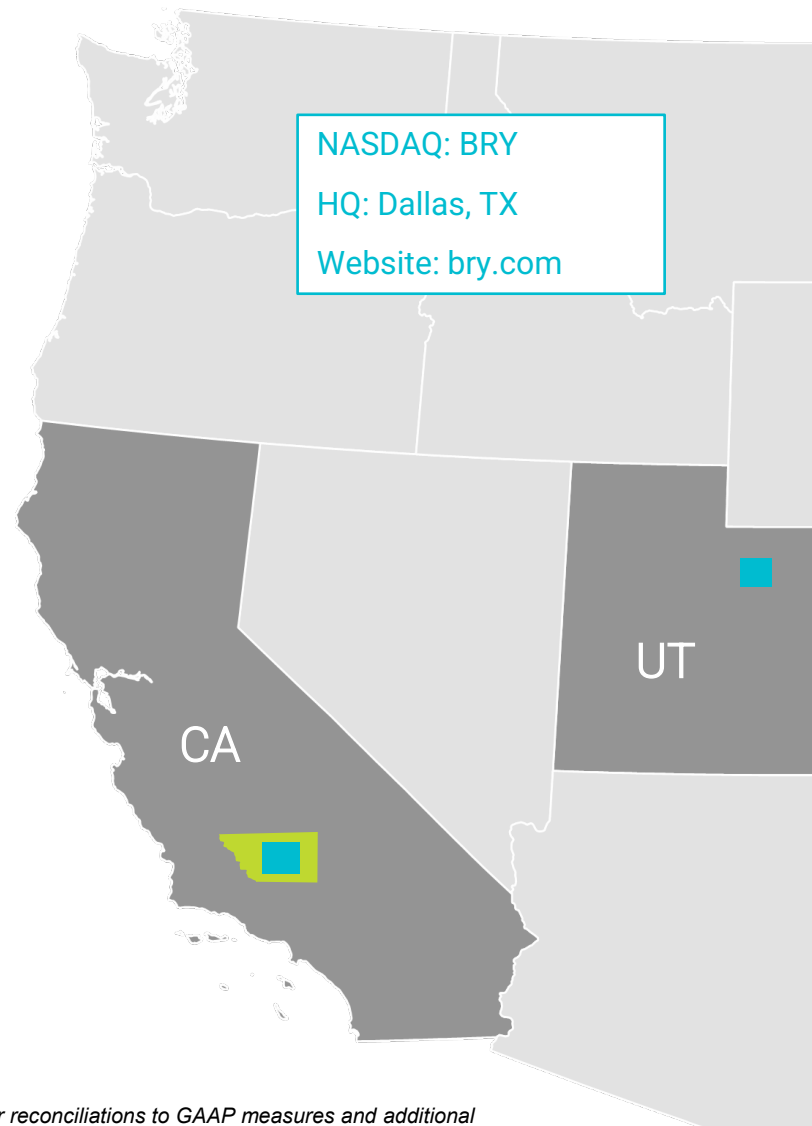 NASDAQ: BRY
HQ: Dallas, TX
Website: bry.com
UT
CA
reconciliations to GAAP measures and additional